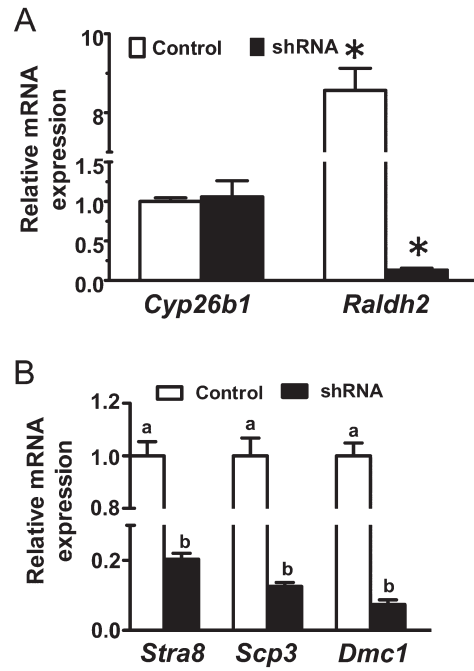 A
Control shRNA
Relative mRNA
expression
10
8
1.5
1.0
0.5
0.0
*
*
Cyp26b1 Raldh2
B
Control shRNA
Relative mRNA
expression
1.2
1.0
0.8
0.2
0.0
a a a
b b b
Stra8 Scp3 Dmc1